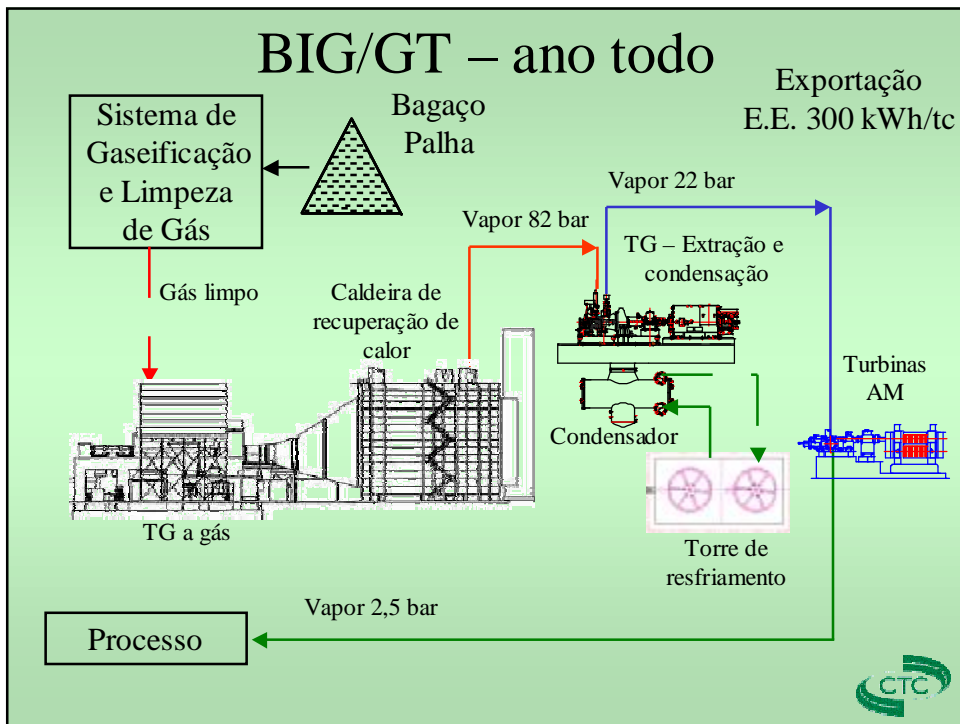 BIG/GT – ano todo
Exportação
E.E. 300 kWh/tc
Sistema de
Gaseificação
e Limpeza
de Gás
Bagaço
Palha
Vapor 22 bar
Vapor 82 bar
TG – Extração e
condensação
Gás limpo
Caldeira de
recuperação de
calor
Turbinas
AM
Condensador
TG a gás
Torre de
resfriamento
Vapor 2,5 bar
Processo
CTC